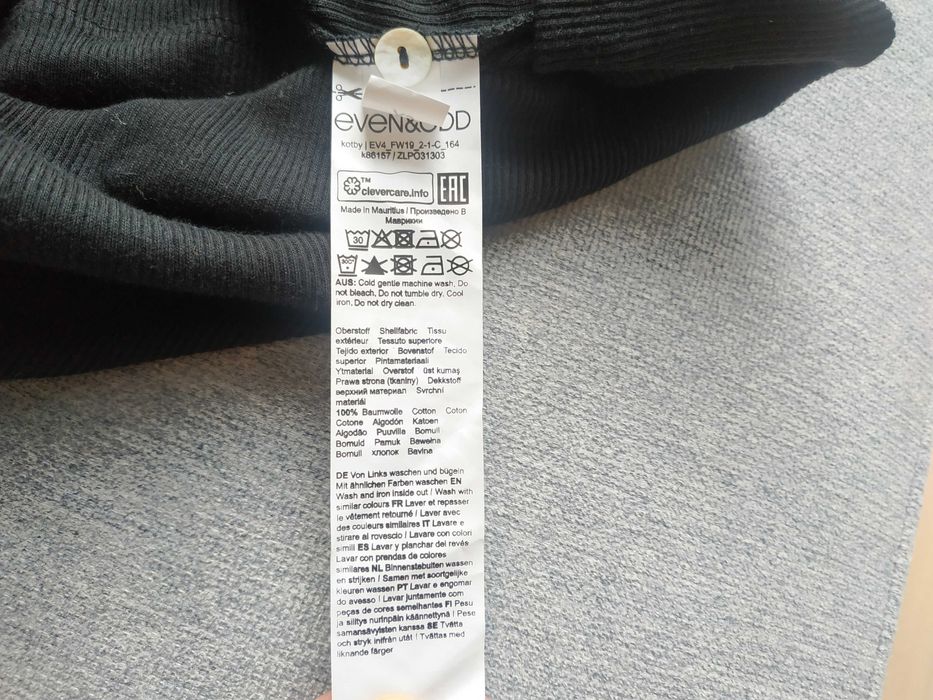 EVEN&ODD
kotby | EV4_FW19_2-1-C_164
k86157 / ZLPO31303
TM
clevercare.info EAC
Made in Mauritius / Произведено В
Маврикии
30
30°
AUS: Cold gentle machine wash. Do
not bleach. Do not tumble dry. Cool
iron. Do not dry clean.
Oberstoff Shellfabric Tissu
extérieur Tessuto superiore
Tejido exterior Bovenstof Tecido
superior Pintamateriaali
Ytmaterial Overstof üst kumaş
Prawa strona (tkaniny) Dekkstoff
верхний материал Svrchní
materiál
100% Baumwolle Cotton Coton
Cotone Algodón Katoen
Algodão Puuvilla Bomull
Bomuld Pamuk Bawełna
Bomull хлопок Bavlna
DE Von Links waschen und bügeln
Mit ähnlichen Farben waschen EN
Wash and iron inside out / Wash with
similar colours FR Laver et repasser
le vêtement retourné / Laver avec
des couleurs similaires IT Lavare e
stirare al rovescio / Lavare con colori
simili ES Lavar y planchar del revés
Lavar con prendas de colores
similares NL Binnenstebuiten wassen
en strijken / Samen met soortgelijke
kleuren wassen PT Lavar e engomar
do avesso / Lavar juntamente com
peças de cores semelhantes FI Pesu
ja silitys nurinpäin käännettynä / Pese
samansävyisten kanssa SE Tvätta
och stryk inifrån utåt / Tvättas med
liknande färger